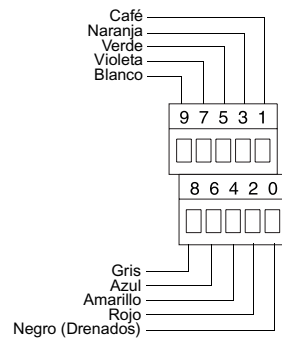 Café
Naranja
Verde
Violeta
Blanco
9 7 5 3 1
8 6 4 2 0
Gris
Azul
Amarillo
Rojo
Negro (Drenados)